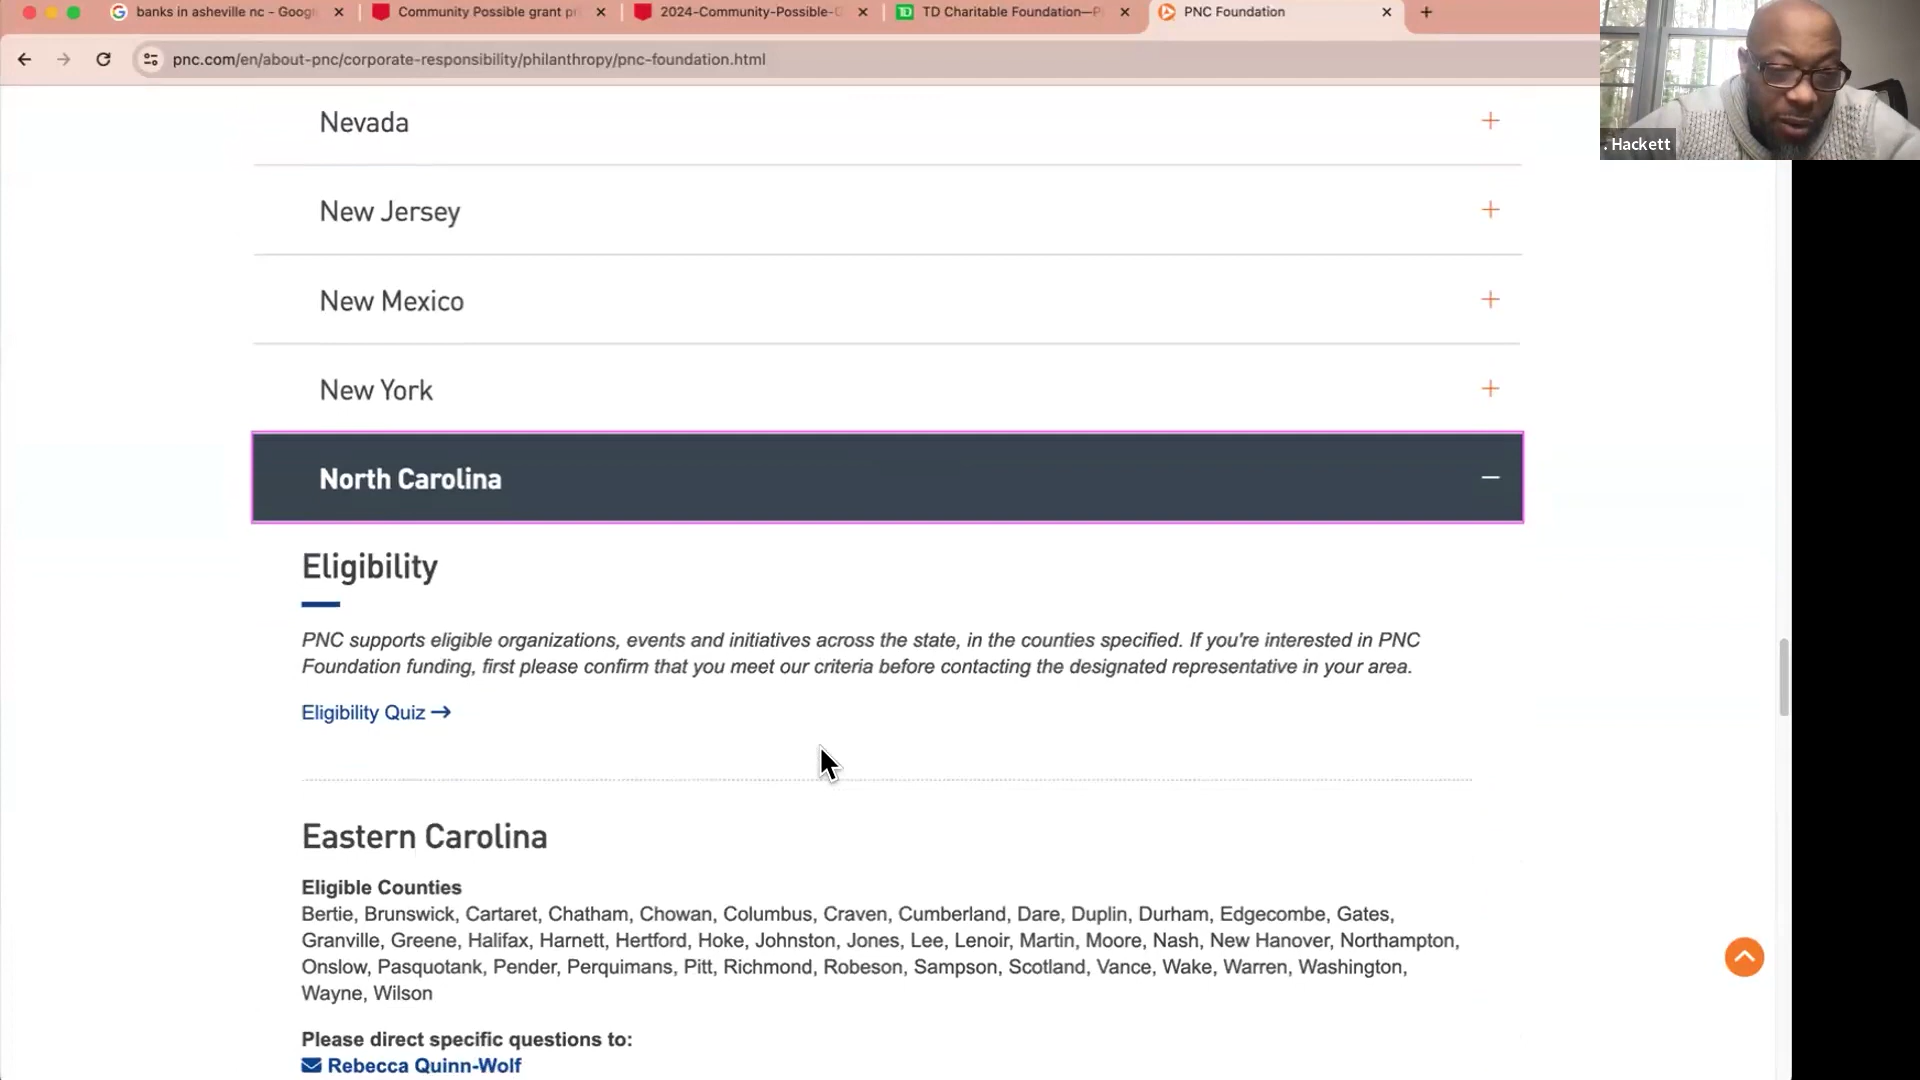 banks in asheville nc - Goog
Community Possible grant pr
2024-Community-Possible-G
TD Charitable Foundation—P
PNC Foundation
pnc.com/en/about-pnc/corporate-responsibility/philanthropy/pnc-foundation.html
. Hackett
Nevada
New Jersey
New Mexico
New York
North Carolina
Eligibility
PNC supports eligible organizations, events and initiatives across the state, in the counties specified. If you're interested in PNC
Foundation funding, first please confirm that you meet our criteria before contacting the designated representative in your area.
Eligibility Quiz →
Eastern Carolina
Eligible Counties
Bertie, Brunswick, Cartaret, Chatham, Chowan, Columbus, Craven, Cumberland, Dare, Duplin, Durham, Edgecombe, Gates,
Granville, Greene, Halifax, Harnett, Hertford, Hoke, Johnston, Jones, Lee, Lenoir, Martin, Moore, Nash, New Hanover, Northampton,
Onslow, Pasquotank, Pender, Perquimans, Pitt, Richmond, Robeson, Sampson, Scotland, Vance, Wake, Warren, Washington,
Wayne, Wilson
Please direct specific questions to:
Rebecca Quinn-Wolf